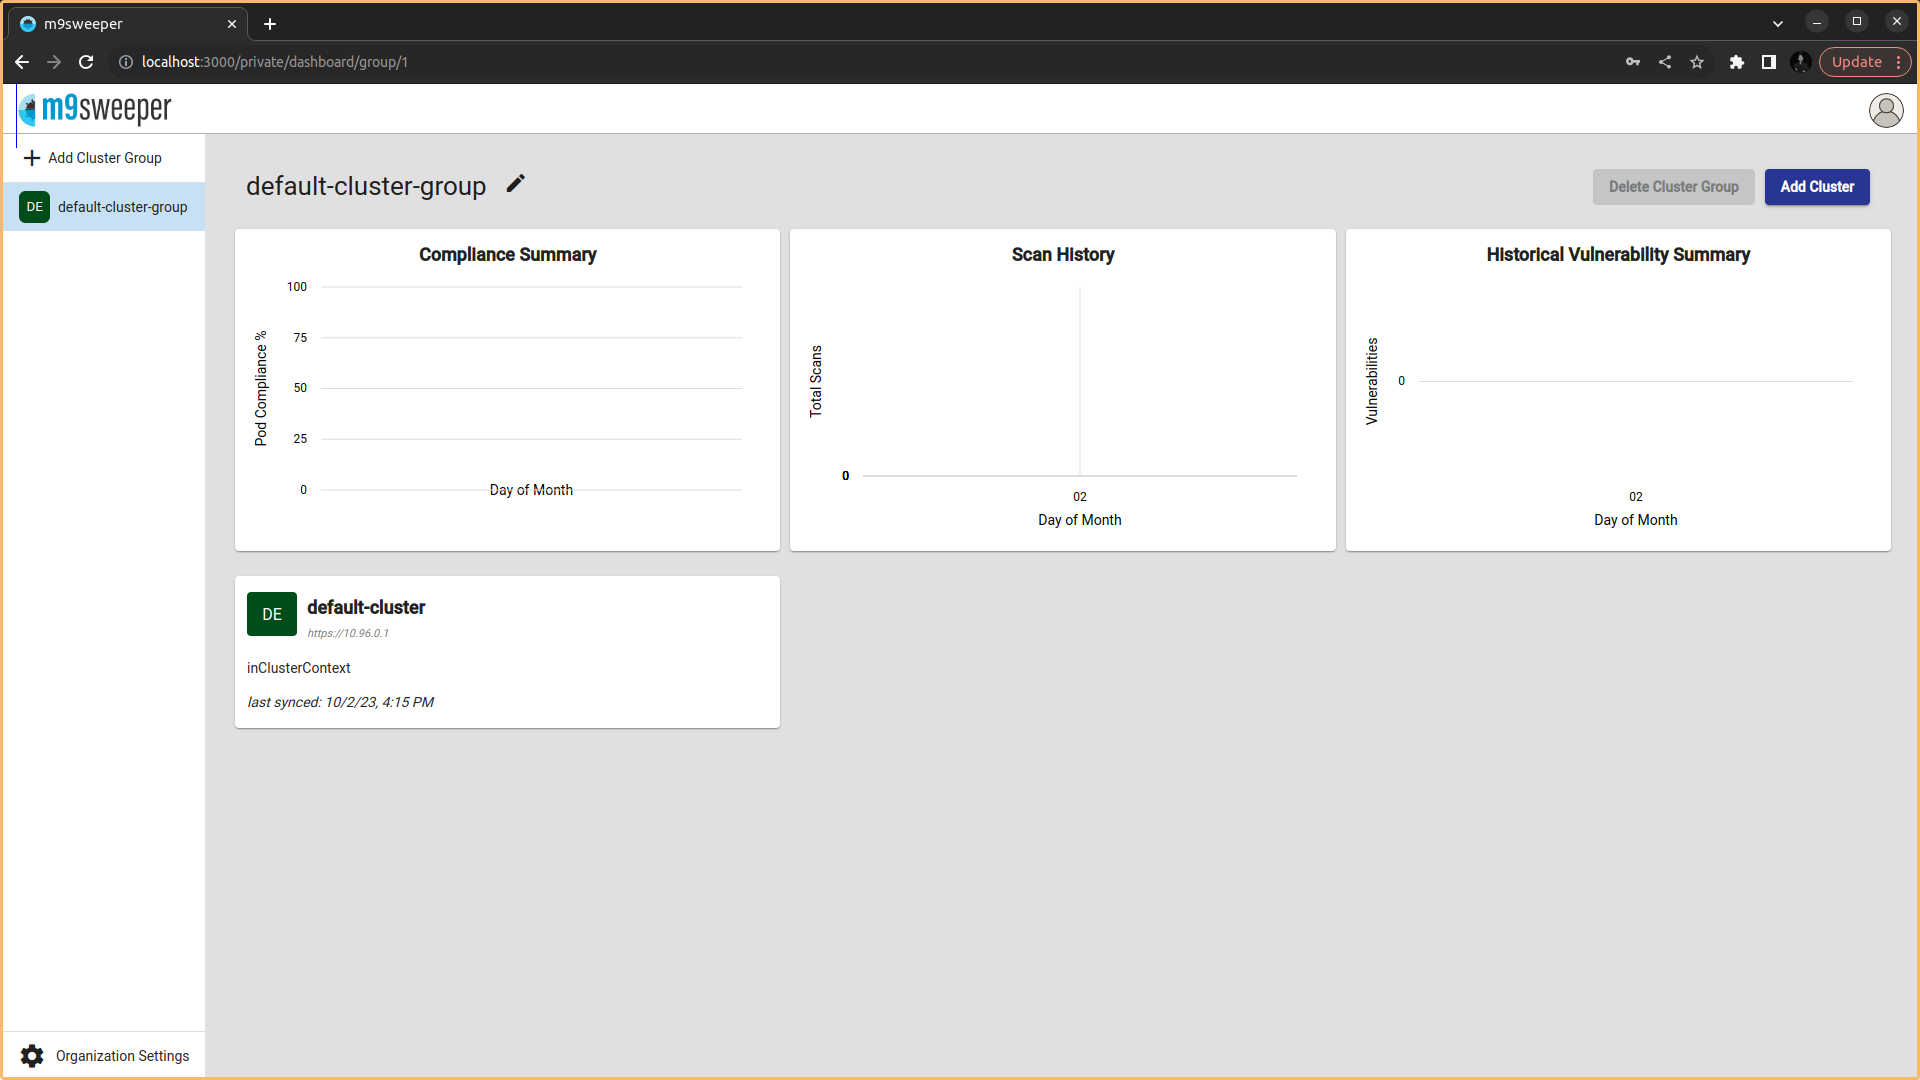 m9sweeper
localhost:3000/private/dashboard/group/1
Update
m9sweeper
Add Cluster Group
DE default-cluster-group
Organization Settings
default-cluster-group
Delete Cluster Group
Add Cluster
Compliance Summary
Pod Compliance %
100
75
50
25
0
Day of Month
Scan History
Total Scans
0
02
Day of Month
Historical Vulnerability Summary
Vulnerabilities
0
02
Day of Month
DE
default-cluster
https://10.96.0.1
inClusterContext
last synced: 10/2/23, 4:15 PM